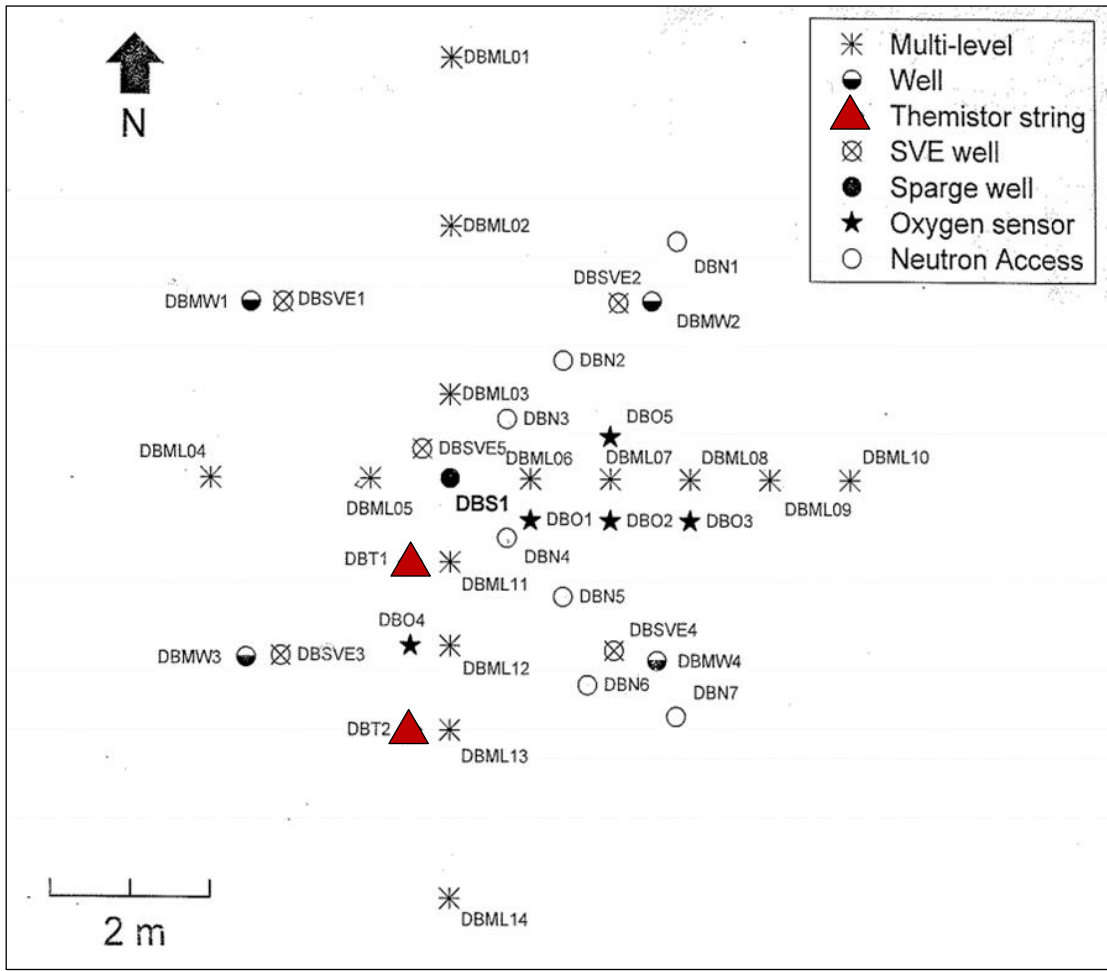 DBML01
N
Multi-level
Well
Themistor string
SVE well
Sparge well
Oxygen sensor
Neutron Access
DBML02
DBN1
DBSVE2
DBMW1
DBSVE1
DBMW2
DBN2
DBML03
DBN3
DBO5
DBML04
DBSVE5
DBML06
DBML07
DBML08
DBML10
DBML05
DBS1
DBML09
DBO1
DBO2
DBO3
DBN4
DBT1
DBML11
DBN5
DBO4
DBSVE4
DBMW3
DBSVE3
DBML12
DBMW4
DBN6
DBN7
DBT2
DBML13
DBML14
2 m